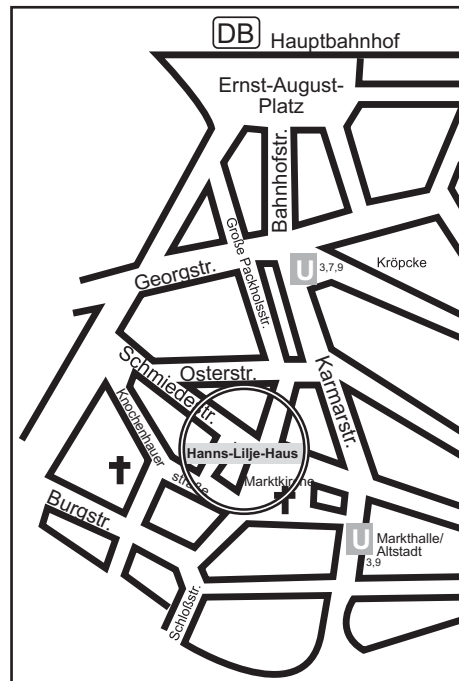 DB Hauptbahnhof
Ernst-August-
Platz
Bahnhofstr.
Große Packholsstr.
Georgstr.
U 3,7,9
Kröpcke
Osterstr.
Schmiedestr.
Karmarstr.
Knochenhauer
straße
Hanns-Lilje-Haus
Marktkirche
Burgstr.
U Markthalle/
Altstadt
3,9
Schloßstr.